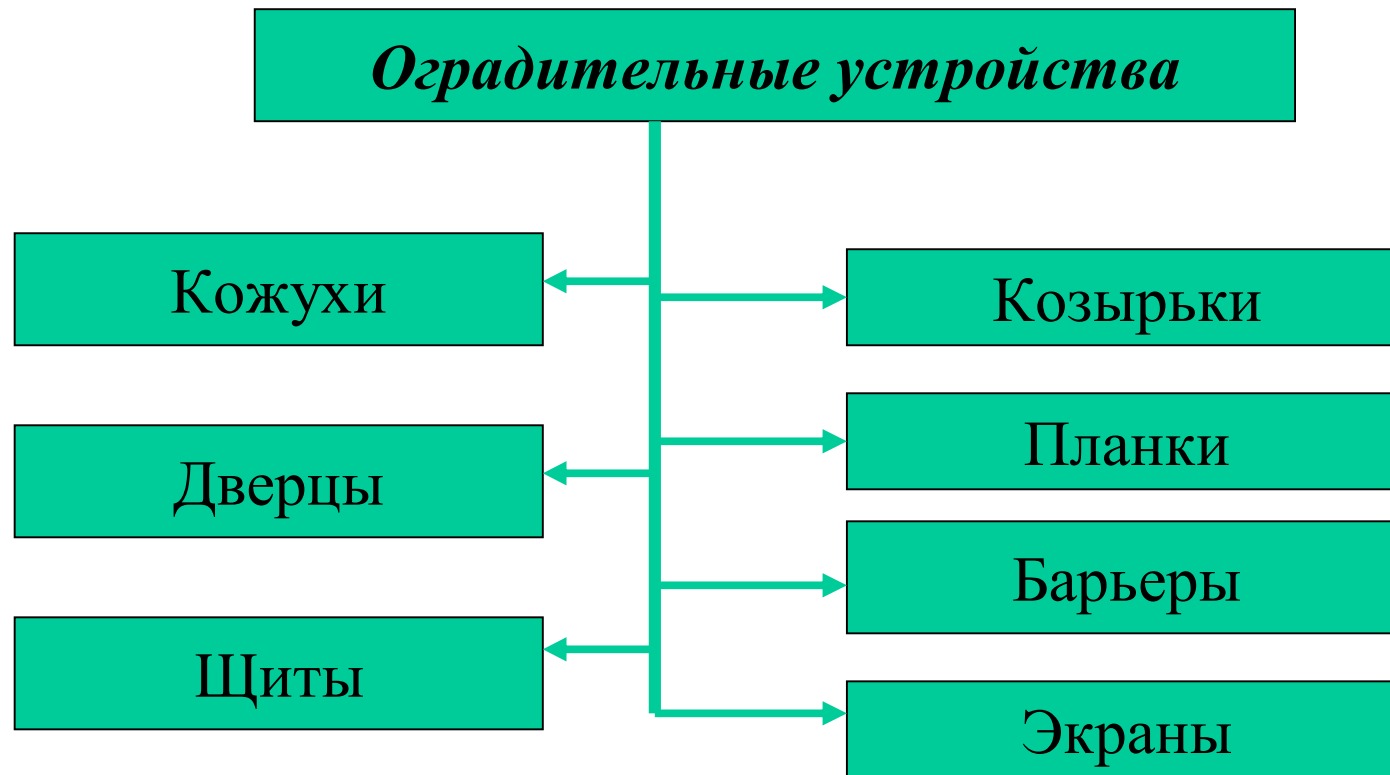 Оградительные устройства
Кожухи
Дверцы
Щиты
Козырьки
Планки
Барьеры
Экраны